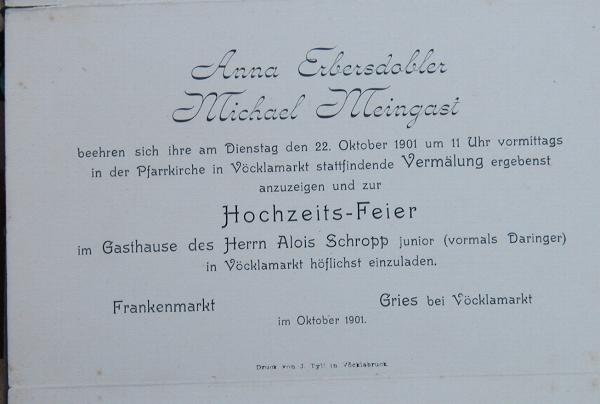 Anna Erbersdobler
Michael Meingast
beehren sich ihre am Dienstag den 22. Oktober 1901 um 11 Uhr vormittags
in der Pfarrkirche in Vöcklamarkt stattfindende Vermälung ergebenst
anzuzeigen und zur
Hochzeits-Feier
im Gasthause des Herrn Alois Schropp junior (vormals Daringer)
in Vöcklamarkt höflichst einzuladen.
Frankenmarkt
Gries bei Vöcklamarkt
im Oktober 1901.
Druck von J. Tyll in Vöcklabruck